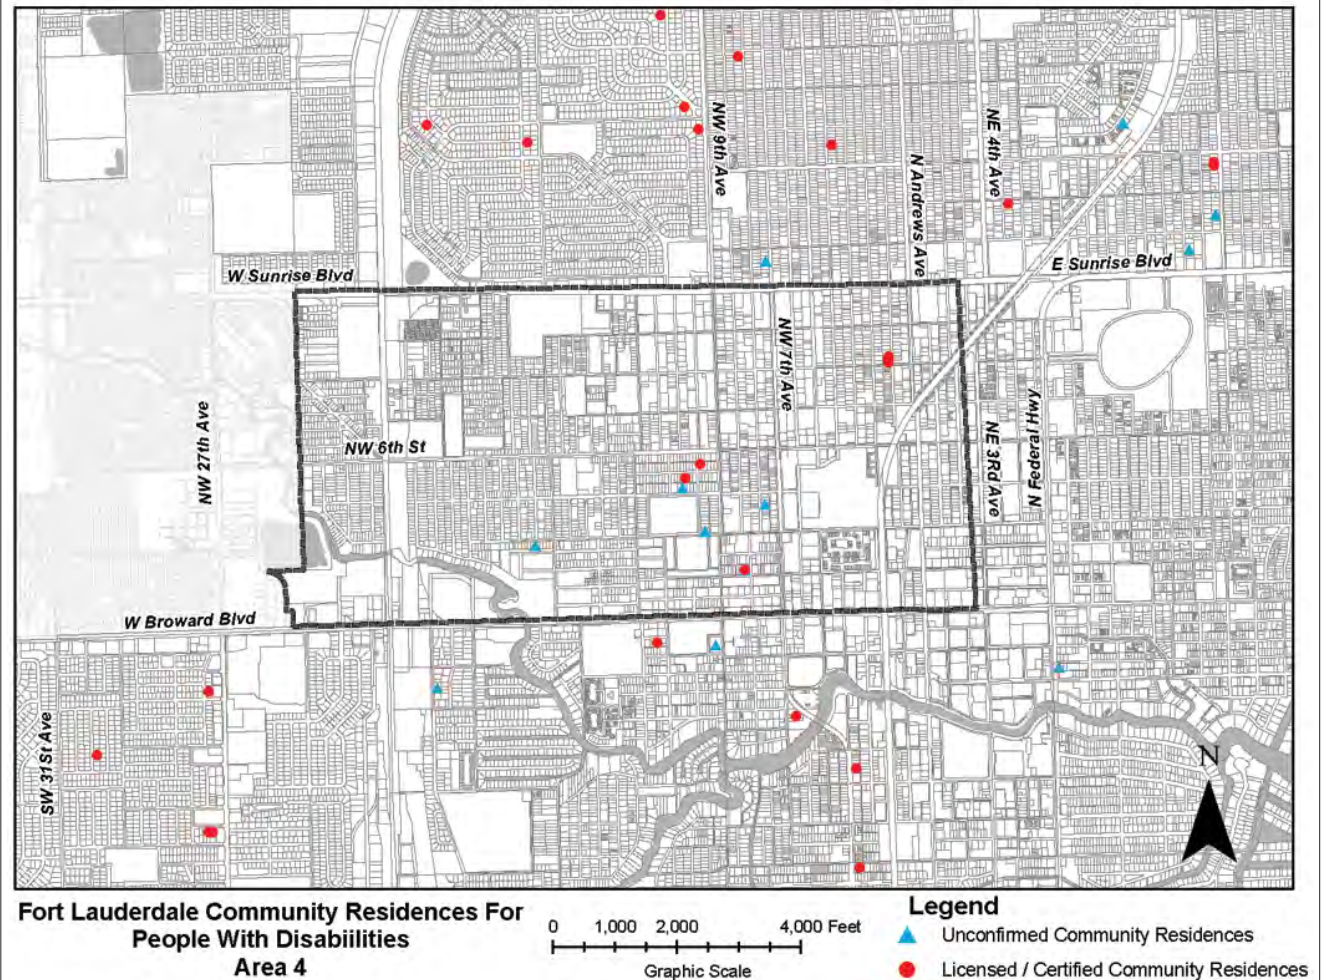 NW 9th Ave
NE 4th Ave
N Andrews Ave
W Sunrise Blvd
E Sunrise Blvd
NW 7th Ave
NW 27th Ave
NW 6th St
N Federal Hwy
NE 3Rd Ave
W Broward Blvd
SW 31St Ave
N
Fort Lauderdale Community Residences For
People With Disabiilities
Area 4
0 1,000 2,000 4,000 Feet
Graphic Scale
Legend
Unconfirmed Community Residences
Licensed / Certified Community Residences